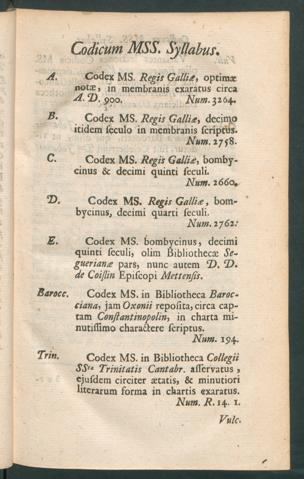 Codicum MSS. Syllabus.
A. Codex MS. Regis Galliæ, optimæ
notæ, in membranis exaratus circa
A. D. 900. Num. 3264.
B. Codex MS. Regis Galliæ, decimo
itidem seculo in membranis scriptus.
Num. 2758.
C. Codex MS. Regis Galliæ, bomby-
cinus & decimi quinti seculi.
Num. 2660.
D. Codex MS. Regis Galliæ, bom-
bycinus, decimi quarti seculi.
Num. 2762.
E. Codex MS. bombycinus, decimi
quinti seculi, olim Bibliothecæ Se-
guerianæ pars, nunc autem D. D.
de Coislin Episcopi Mettensis.
Barocc. Codex MS. in Bibliotheca Baroc-
ciana, jam Oxonii reposita, circa cap-
tam Constantinopolin, in charta mi-
nutissimo charactere scriptus.
Num. 194.
Trin. Codex MS. in Bibliotheca Collegii
SSæ Trinitatis Cantabr. asservatus,
ejusdem circiter ætatis, & minutiori
literarum forma in chartis exaratus.
Num. R. 14. 1.
Vulc.